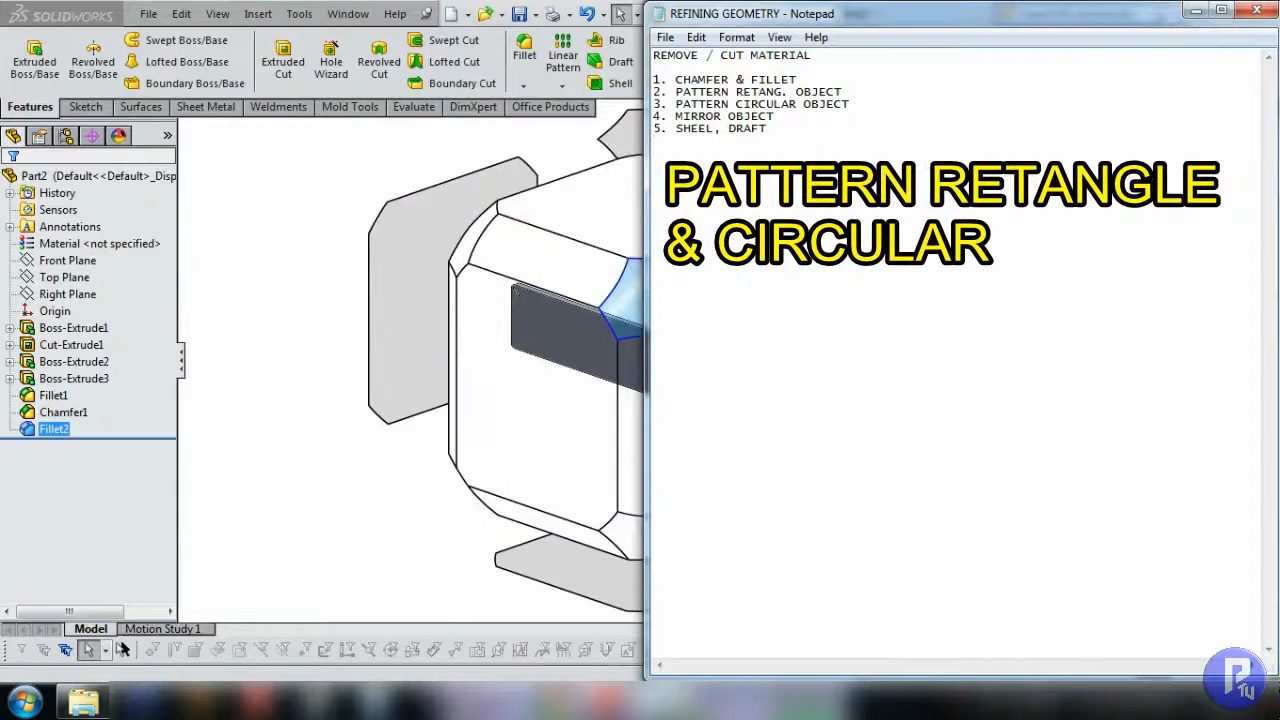 SOLIDWORKS
File Edit View Insert Tools Window Help
Extruded Boss/Base
Revolved Boss/Base
Swept Boss/Base
Lofted Boss/Base
Boundary Boss/Base
Extruded Cut
Hole Wizard
Revolved Cut
Swept Cut
Lofted Cut
Boundary Cut
Fillet
Linear Pattern
Rib
Draft
Shell
Features Sketch Surfaces Sheet Metal Weldments Mold Tools Evaluate DimXpert Office Products
Part2 (Default<<Default>_Disp
History
Sensors
Annotations
Material <not specified>
Front Plane
Top Plane
Right Plane
Origin
Boss-Extrude1
Cut-Extrude1
Boss-Extrude2
Boss-Extrude3
Fillet1
Chamfer1
Fillet2
Model Motion Study 1
REFINING GEOMETRY - Notepad
File Edit Format View Help
REMOVE / CUT MATERIAL
1. CHAMFER & FILLET
2. PATTERN RETANG. OBJECT
3. PATTERN CIRCULAR OBJECT
4. MIRROR OBJECT
5. SHEEL, DRAFT
PATTERN RETANGLE
& CIRCULAR